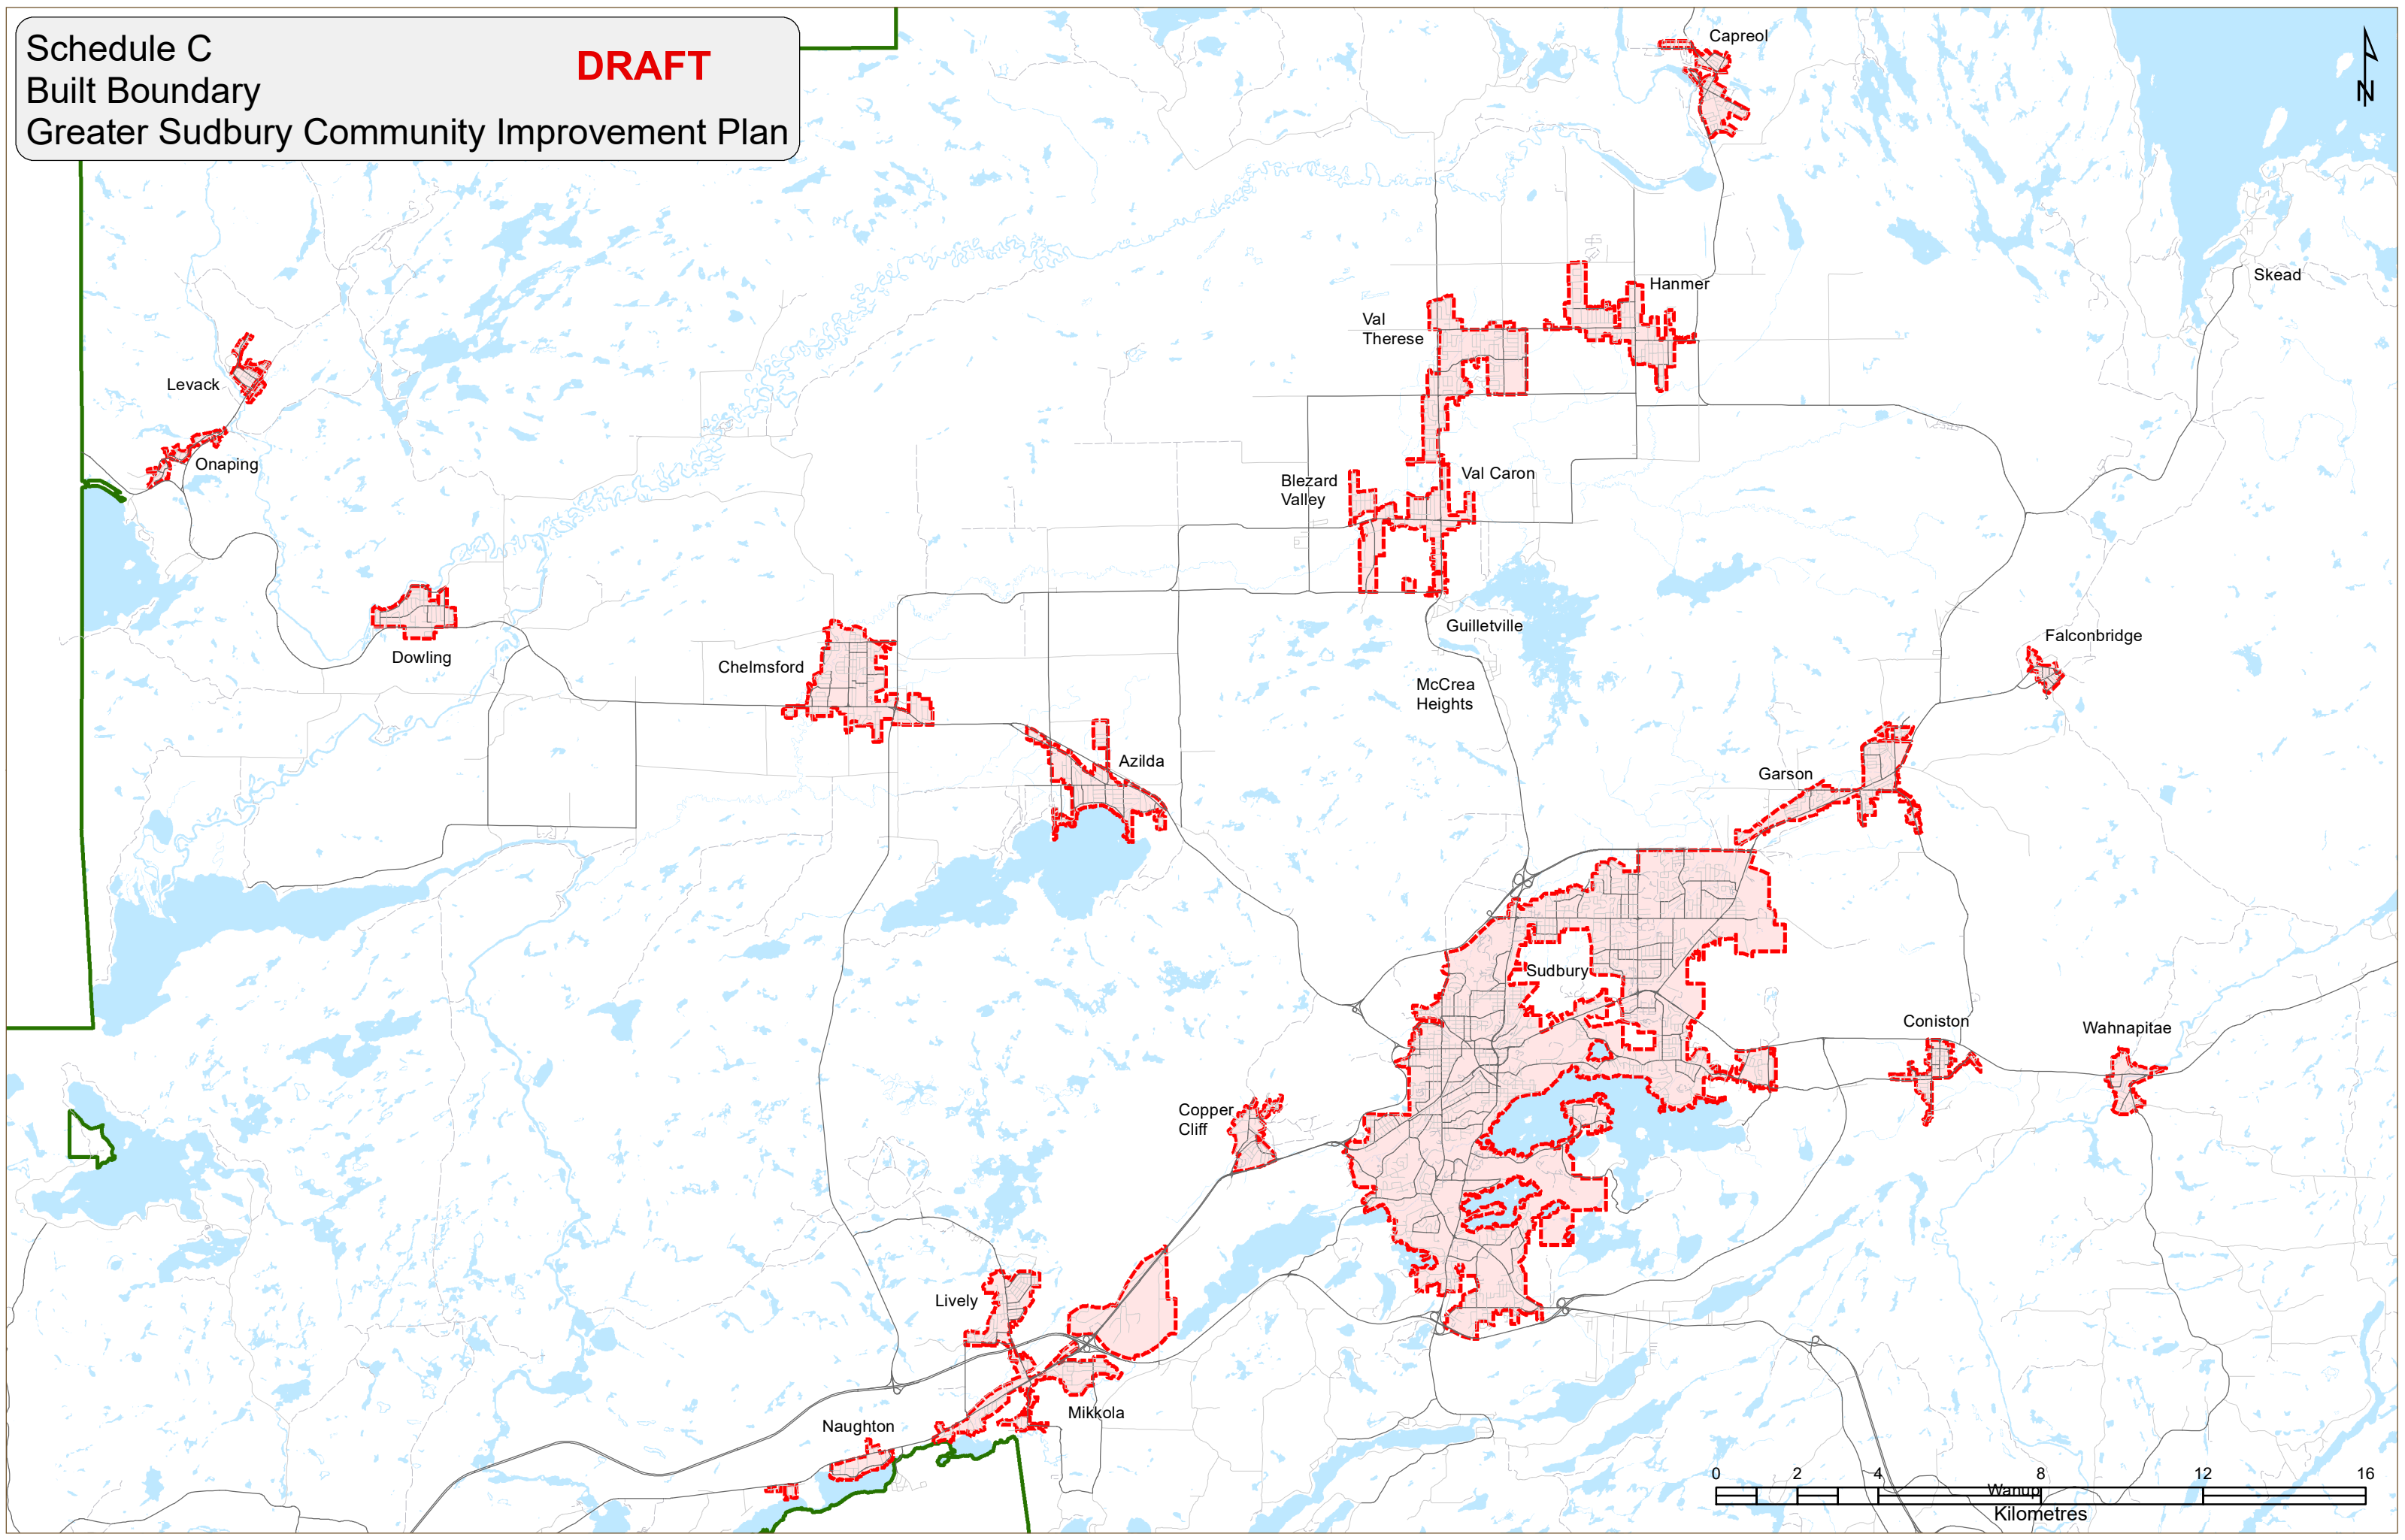 Schedule C
DRAFT
Built Boundary
Greater Sudbury Community Improvement Plan
Capreol
N
Skead
Hanmer
Val
Therese
Levack
Onaping
Val Caron
Blezard
Valley
Guilletville
Falconbridge
Dowling
Chelmsford
McCrea
Heights
Azilda
Garson
Sudbury
Coniston
Wahnapitae
Copper
Cliff
Lively
Mikkola
Naughton
0 2 4 8 12 16
Wanup
Kilometres